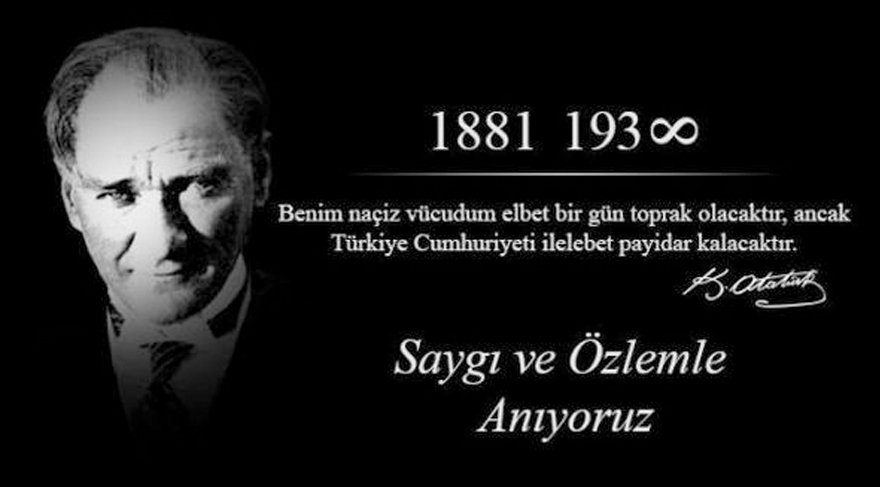 1881 193∞
Benim naçiz vücudum elbet bir gün toprak olacaktır, ancak
Türkiye Cumhuriyeti ilelebet payidar kalacaktır.
K. Atatürk
Saygı ve Özlemle
Anıyoruz